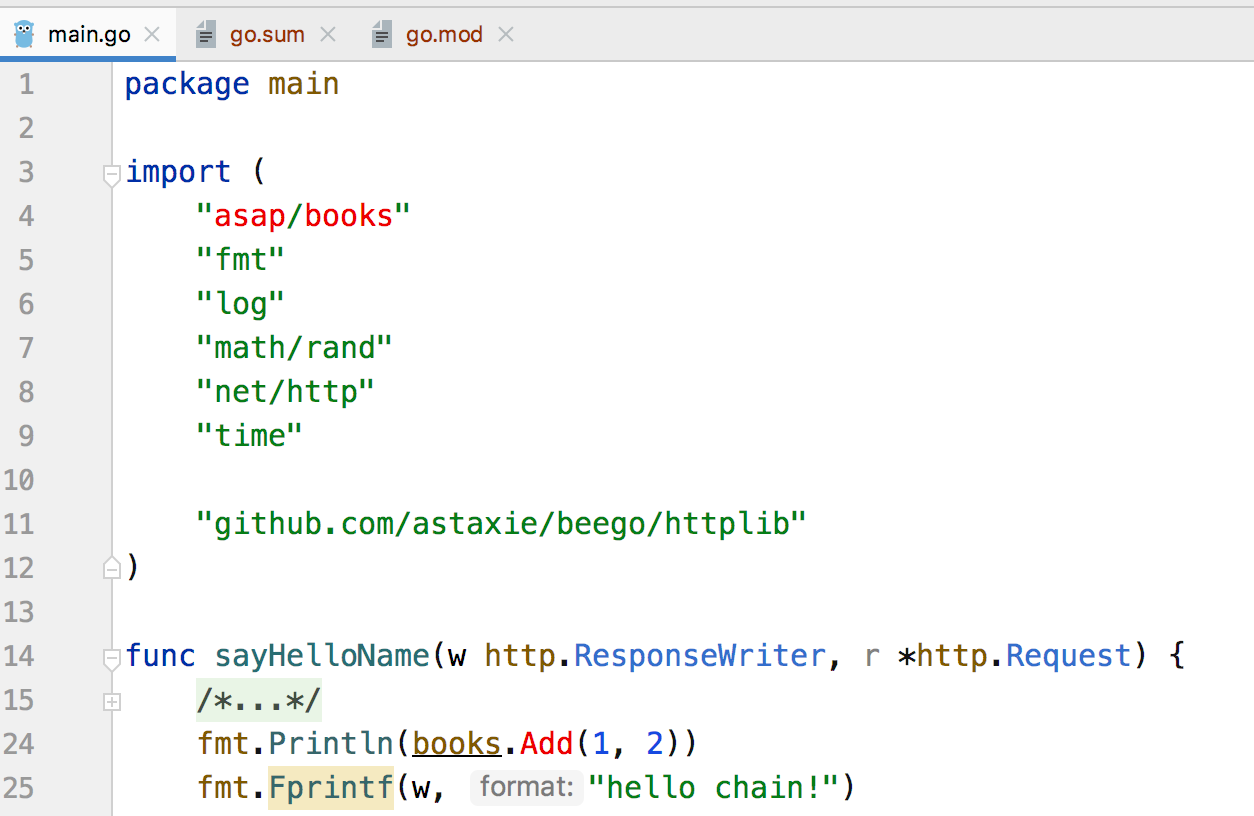 main.go go.sum go.mod
1 package main
2
3 import (
4 "asap/books"
5 "fmt"
6 "log"
7 "math/rand"
8 "net/http"
9 "time"
10
11 "github.com/astaxie/beego/httplib"
12 )
13
14 func sayHelloName(w http.ResponseWriter, r *http.Request) {
15 /*...*/
24 fmt.Println(books.Add(1, 2))
25 fmt.Fprintf(w, format: "hello chain!")